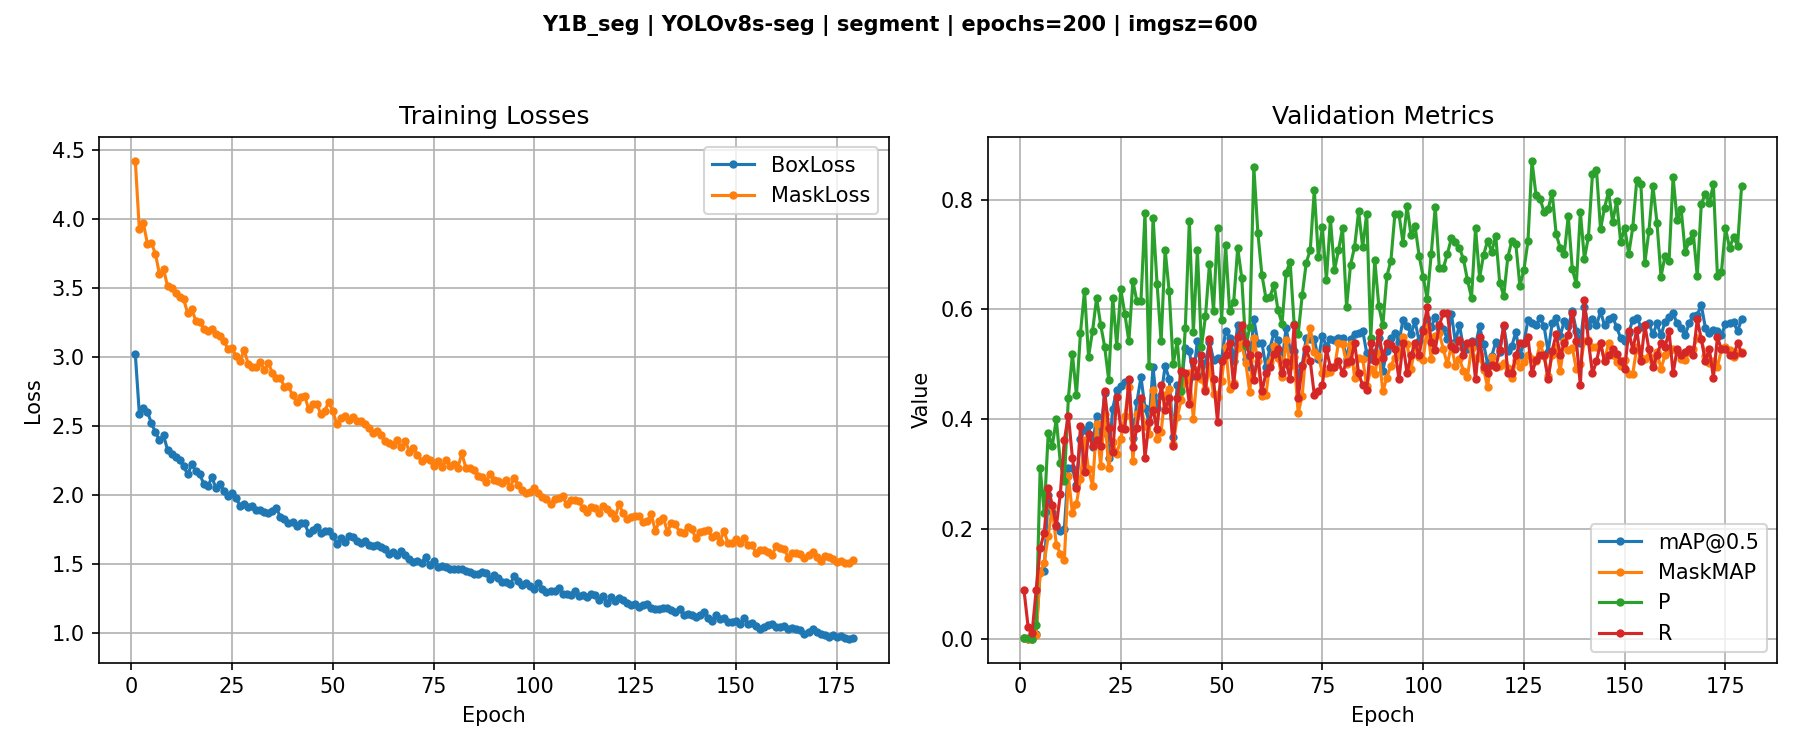 Y1B_seg | YOLOv8s-seg | segment | epochs=200 | imgsz=600
Training Losses
4.5
4.0
3.5
3.0
2.5
2.0
1.5
1.0
Loss
0
25
50
75
100
125
150
175
Epoch
BoxLoss
MaskLoss
Validation Metrics
0.8
0.6
0.4
0.2
0.0
Value
0
25
50
75
100
125
150
175
Epoch
mAP@0.5
MaskMAP
P
R